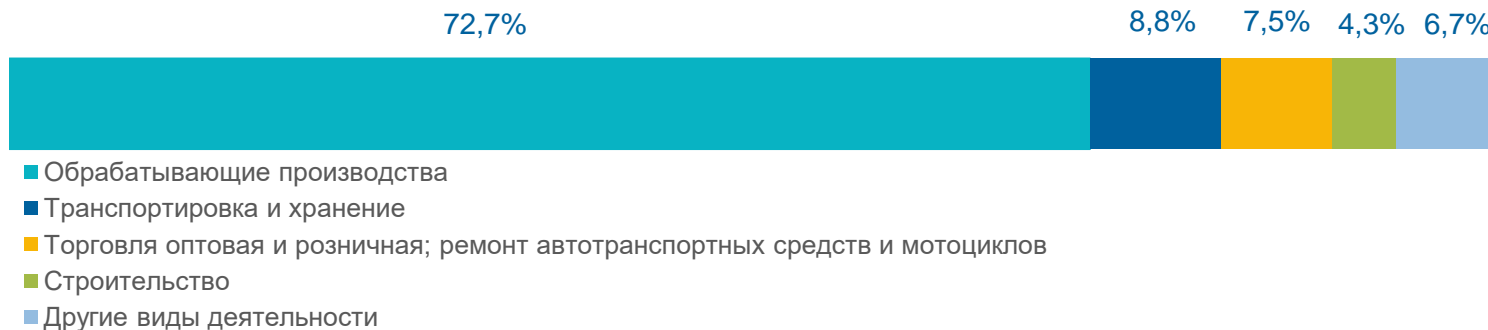 72,7% 8,8% 7,5% 4,3% 6,7%
Обрабатывающие производства
Транспортировка и хранение
Торговля оптовая и розничная; ремонт автотранспортных средств и мотоциклов
Строительство
Другие виды деятельности